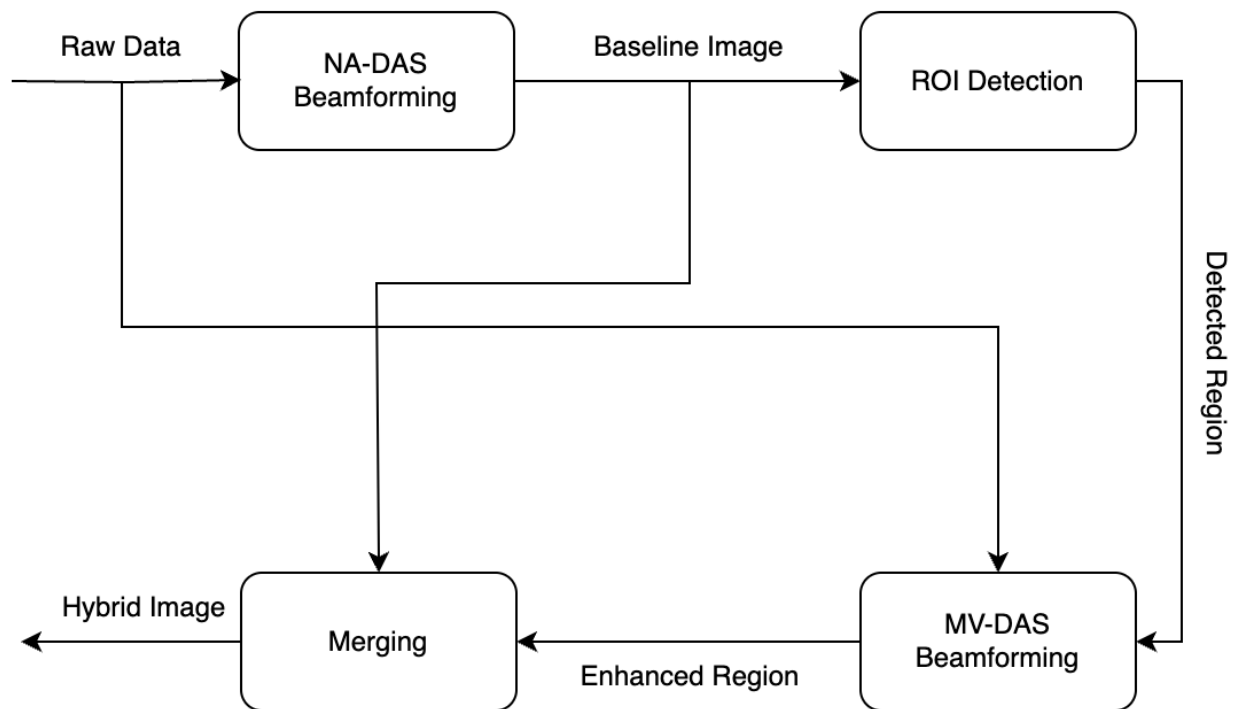 Raw Data
NA-DAS
Beamforming
Baseline Image
ROI Detection
Detected Region
Hybrid Image
Merging
Enhanced Region
MV-DAS
Beamforming